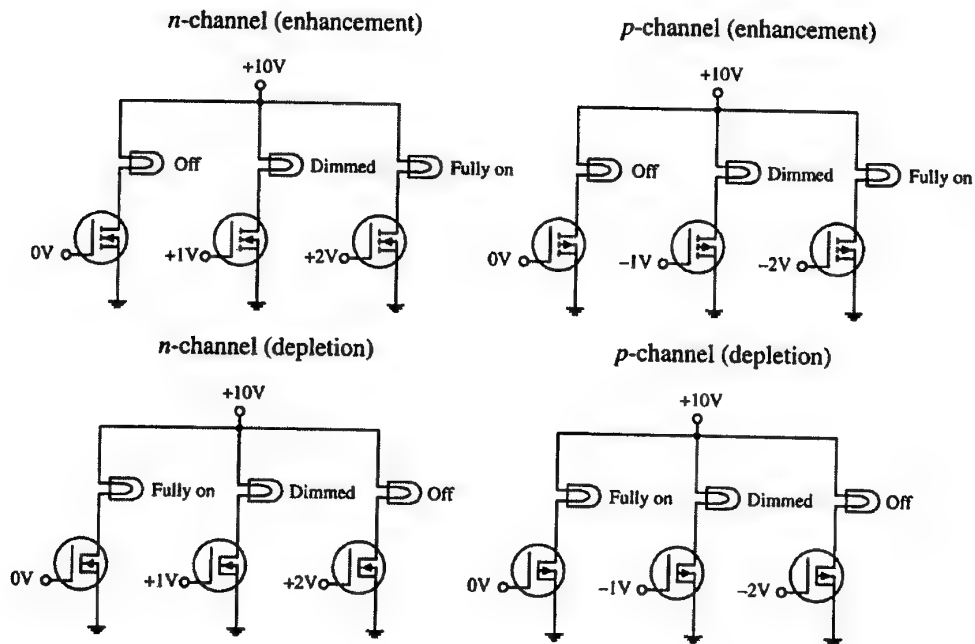 n-channel (enhancement)
+10V
Off
Dimmed
Fully on
0V
+1V
+2V
p-channel (enhancement)
+10V
Off
Dimmed
Fully on
0V
–1V
–2V
n-channel (depletion)
+10V
Fully on
Dimmed
Off
0V
+1V
+2V
p-channel (depletion)
+10V
Fully on
Dimmed
Off
0V
–1V
–2V